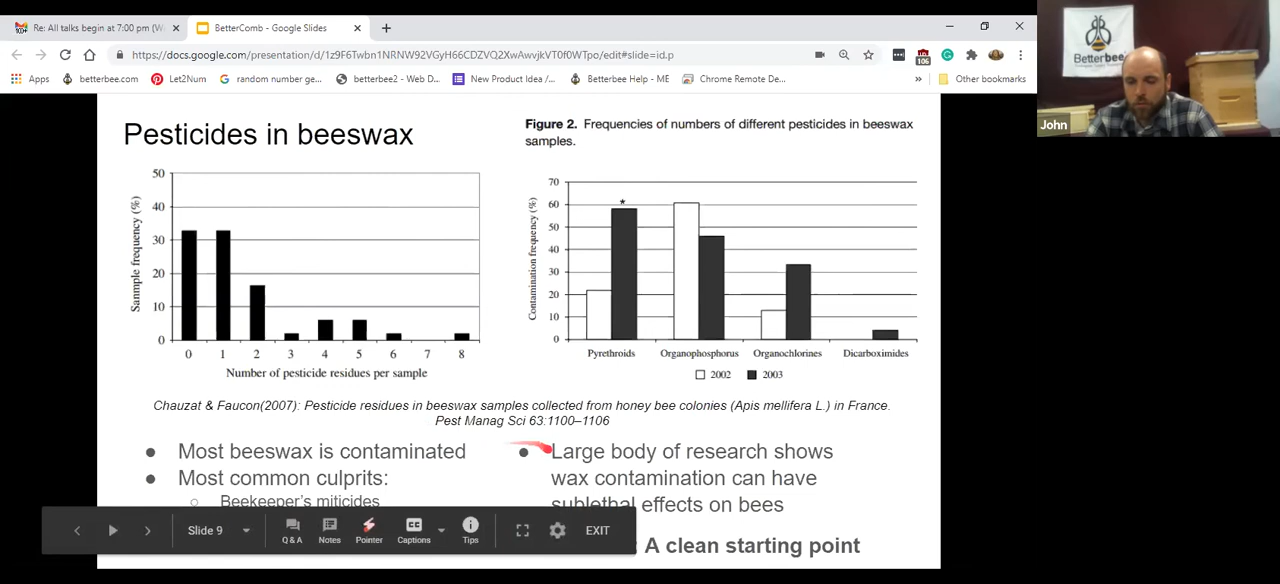 Re: All talks begin at 7:00 pm (W
BetterComb - Google Slides
https://docs.google.com/presentation/d/1z9F6Twbn1NRNW92VGyH66CDZVQ2XwAwvjkVT0f0WTpo/edit#slide=id.p
106
Apps
betterbee.com
Let2Num
random number ge...
betterbee2 - Web D...
New Product Idea /...
Betterbee Help - ME
Chrome Remote De...
»
Other bookmarks
Betterbee
John
Pesticides in beeswax
Figure 2. Frequencies of numbers of different pesticides in beeswax
samples.
50
40
30
20
10
0
Sanmple frequency (%)
0 1 2 3 4 5 6 7 8
Number of pesticide residues per sample
70
60
50
40
30
20
10
0
Contamination frequency (%)
*
Pyrethroids Organophosphorus Organochlorines Dicarboximides
2002 2003
Chauzat & Faucon(2007): Pesticide residues in beeswax samples collected from honey bee colonies (Apis mellifera L.) in France.
Pest Manag Sci 63:1100–1106
● Most beeswax is contaminated
● Most common culprits:
○ Beekeeper's miticides
● Large body of research shows
wax contamination can have
sublethal effects on bees
A clean starting point
Slide 9
Q & A
Notes
Pointer
CC
Captions
Tips
EXIT